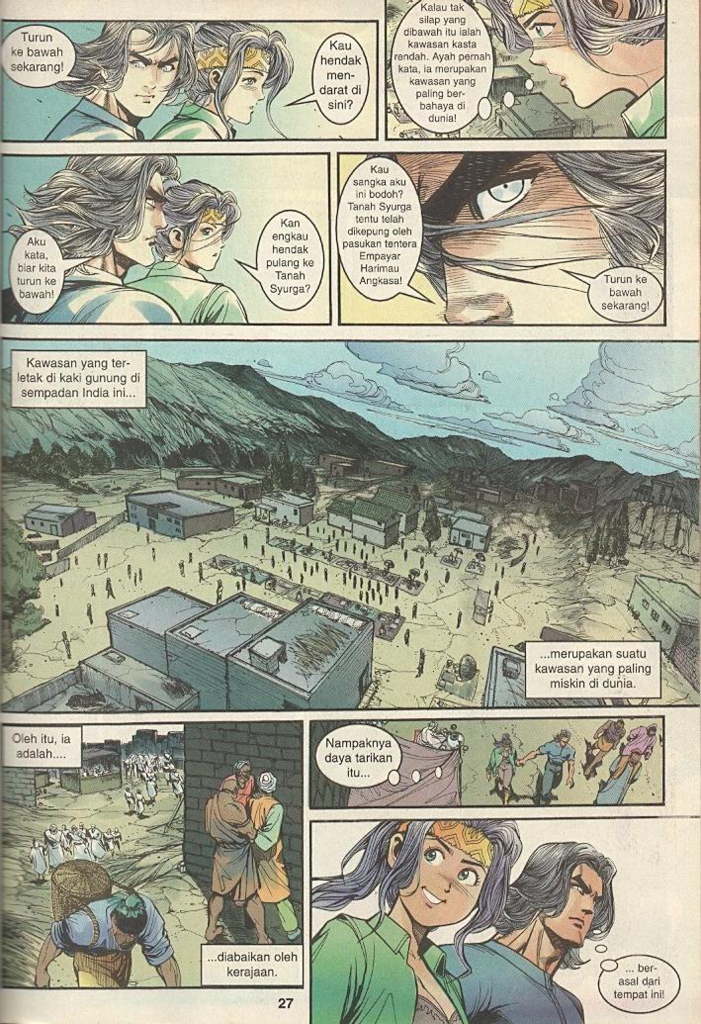 Turun
ke bawah
sekarang!
Kau
hendak
men-
darat di
sini?
Kalau tak
silap yang
dibawah itu ialah
kawasan kasta
rendah. Ayah pernah
kata, ia merupakan
kawasan yang
paling ber-
bahaya di
dunia!
Aku
kata,
biar kita
turun ke
bawah!
Kan
engkau
hendak
pulang ke
Tanah
Syurga?
Kau
sangka aku
ini bodoh?
Tanah Syurga
tentu telah
dikepung oleh
pasukan tentera
Empayar
Harimau
Angkasa!
Turun ke
bawah
sekarang!
Kawasan yang ter-
letak di kaki gunung di
sempadan India ini...
...merupakan suatu
kawasan yang paling
miskin di dunia.
Oleh itu, ia
adalah....
...diabaikan oleh
kerajaan.
Nampaknya
daya tarikan
itu...
... ber-
asal dari
tempat ini!
27